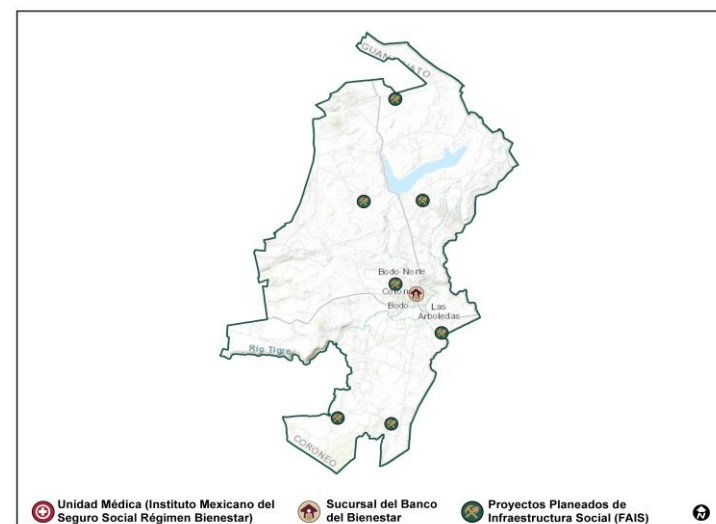 Bodo Norte
Bodo
Las
Arboledas
Río Tigre
CORONEO
Unidad Médica (Instituto Mexicano del
Seguro Social Régimen Bienestar)
Sucursal del Banco
del Bienestar
Proyectos Planeados de
Infraestructura Social (FAIS)
N